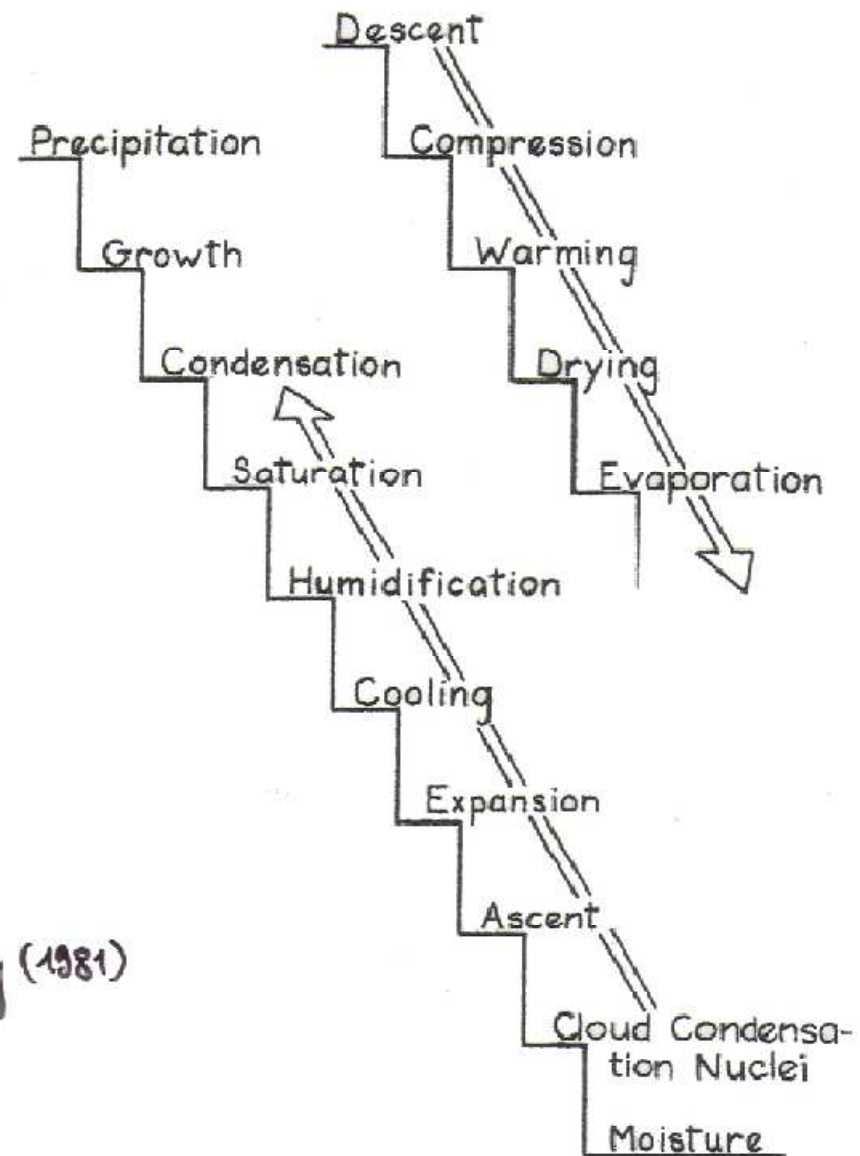 Descent
Compression
Warming
Drying
Evaporation
Precipitation
Growth
Condensation
Saturation
Humidification
Cooling
Expansion
Ascent
Cloud Condensa-
tion Nuclei
Moisture
(1981)